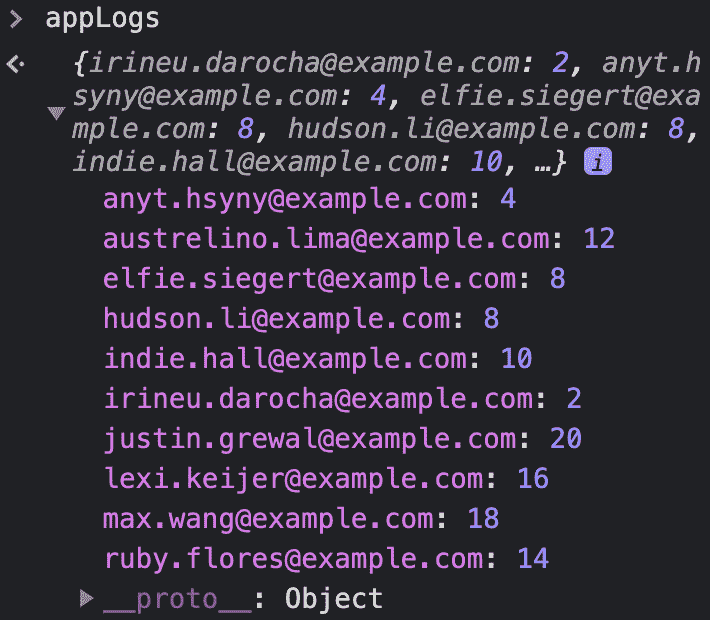 > appLogs
{irineu.darocha@example.com: 2, anyt.h
syny@example.com: 4, elfie.siegert@exa
mple.com: 8, hudson.li@example.com: 8,
indie.hall@example.com: 10, …} i
anyt.hsyny@example.com: 4
austrelino.lima@example.com: 12
elfie.siegert@example.com: 8
hudson.li@example.com: 8
indie.hall@example.com: 10
irineu.darocha@example.com: 2
justin.grewal@example.com: 20
lexi.keijer@example.com: 16
max.wang@example.com: 18
ruby.flores@example.com: 14
__proto__: Object